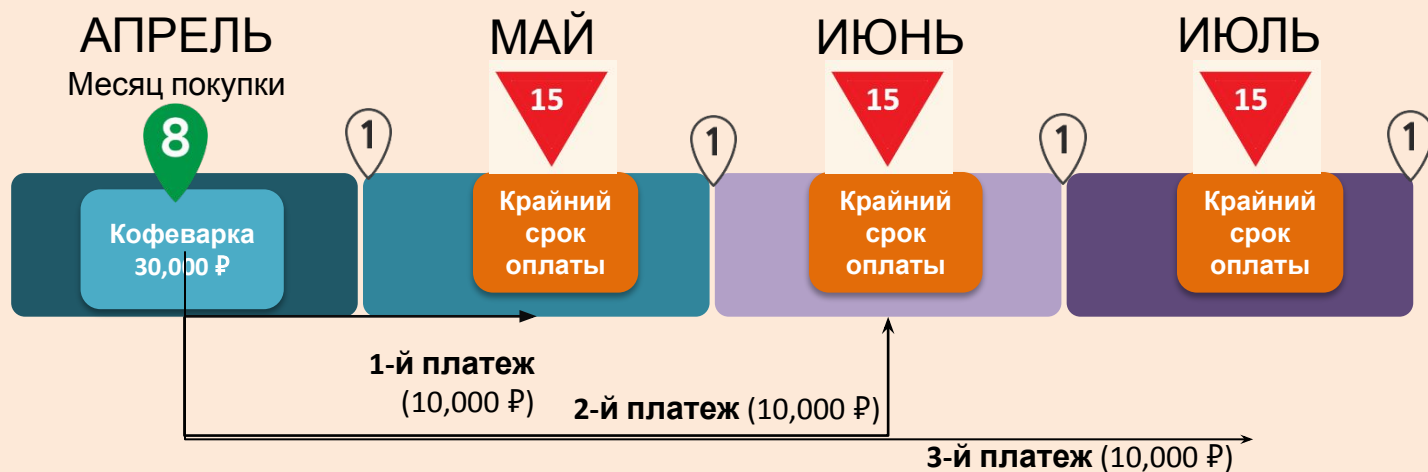 АПРЕЛЬ
Месяц покупки
МАЙ
ИЮНЬ
ИЮЛЬ
8
1
15
1
15
1
15
1
Кофеварка
30,000 ₽
Крайний
срок
оплаты
Крайний
срок
оплаты
Крайний
срок
оплаты
1-й платеж
(10,000 ₽)
2-й платеж (10,000 ₽)
3-й платеж (10,000 ₽)